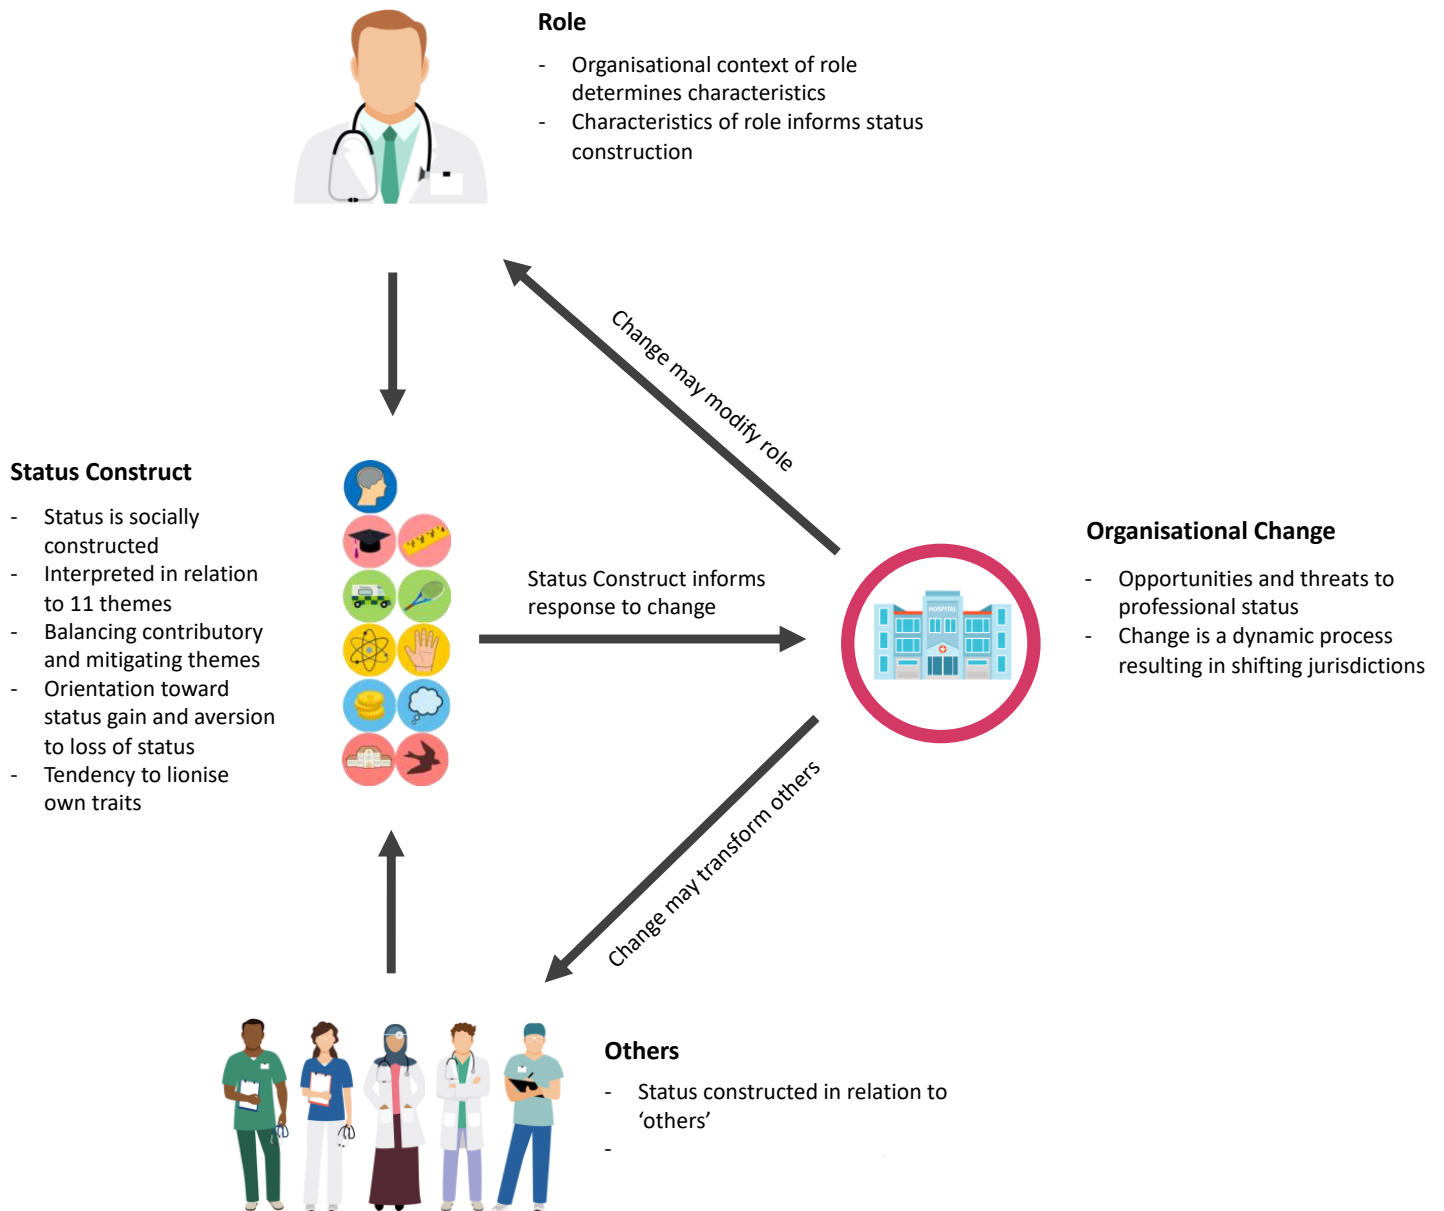 Role
- Organisational context of role
determines characteristics
- Characteristics of role informs status
construction
Change may modify role
Status Construct
- Status is socially
constructed
- Interpreted in relation
to 11 themes
- Balancing contributory
and mitigating themes
- Orientation toward
status gain and aversion
to loss of status
- Tendency to lionise
own traits
Status Construct informs
response to change
HOSPITAL
Organisational Change
- Opportunities and threats to
professional status
- Change is a dynamic process
resulting in shifting jurisdictions
Change may transform others
Others
- Status constructed in relation to
‘others’
-